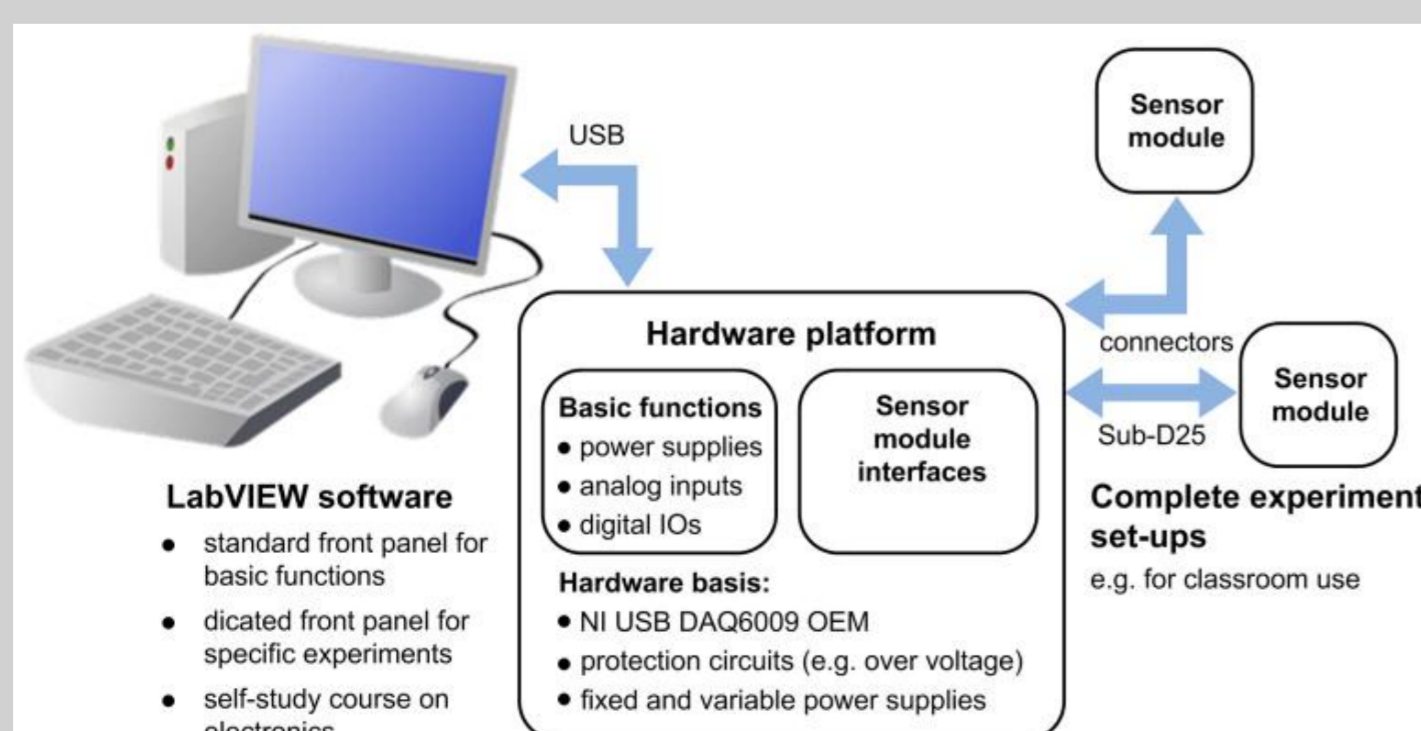 USB
Sensor
module
Hardware platform
connectors
Basic functions
● power supplies
● analog inputs
● digital IOs
Sensor
module
interfaces
Sensor
module
Sub-D25
LabVIEW software
● standard front panel for
basic functions
● dicated front panel for
specific experiments
● self-study course on
electronics
Hardware basis:
● NI USB DAQ6009 OEM
● protection circuits (e.g. over voltage)
● fixed and variable power supplies
Complete experiment
set-ups
e.g. for classroom use